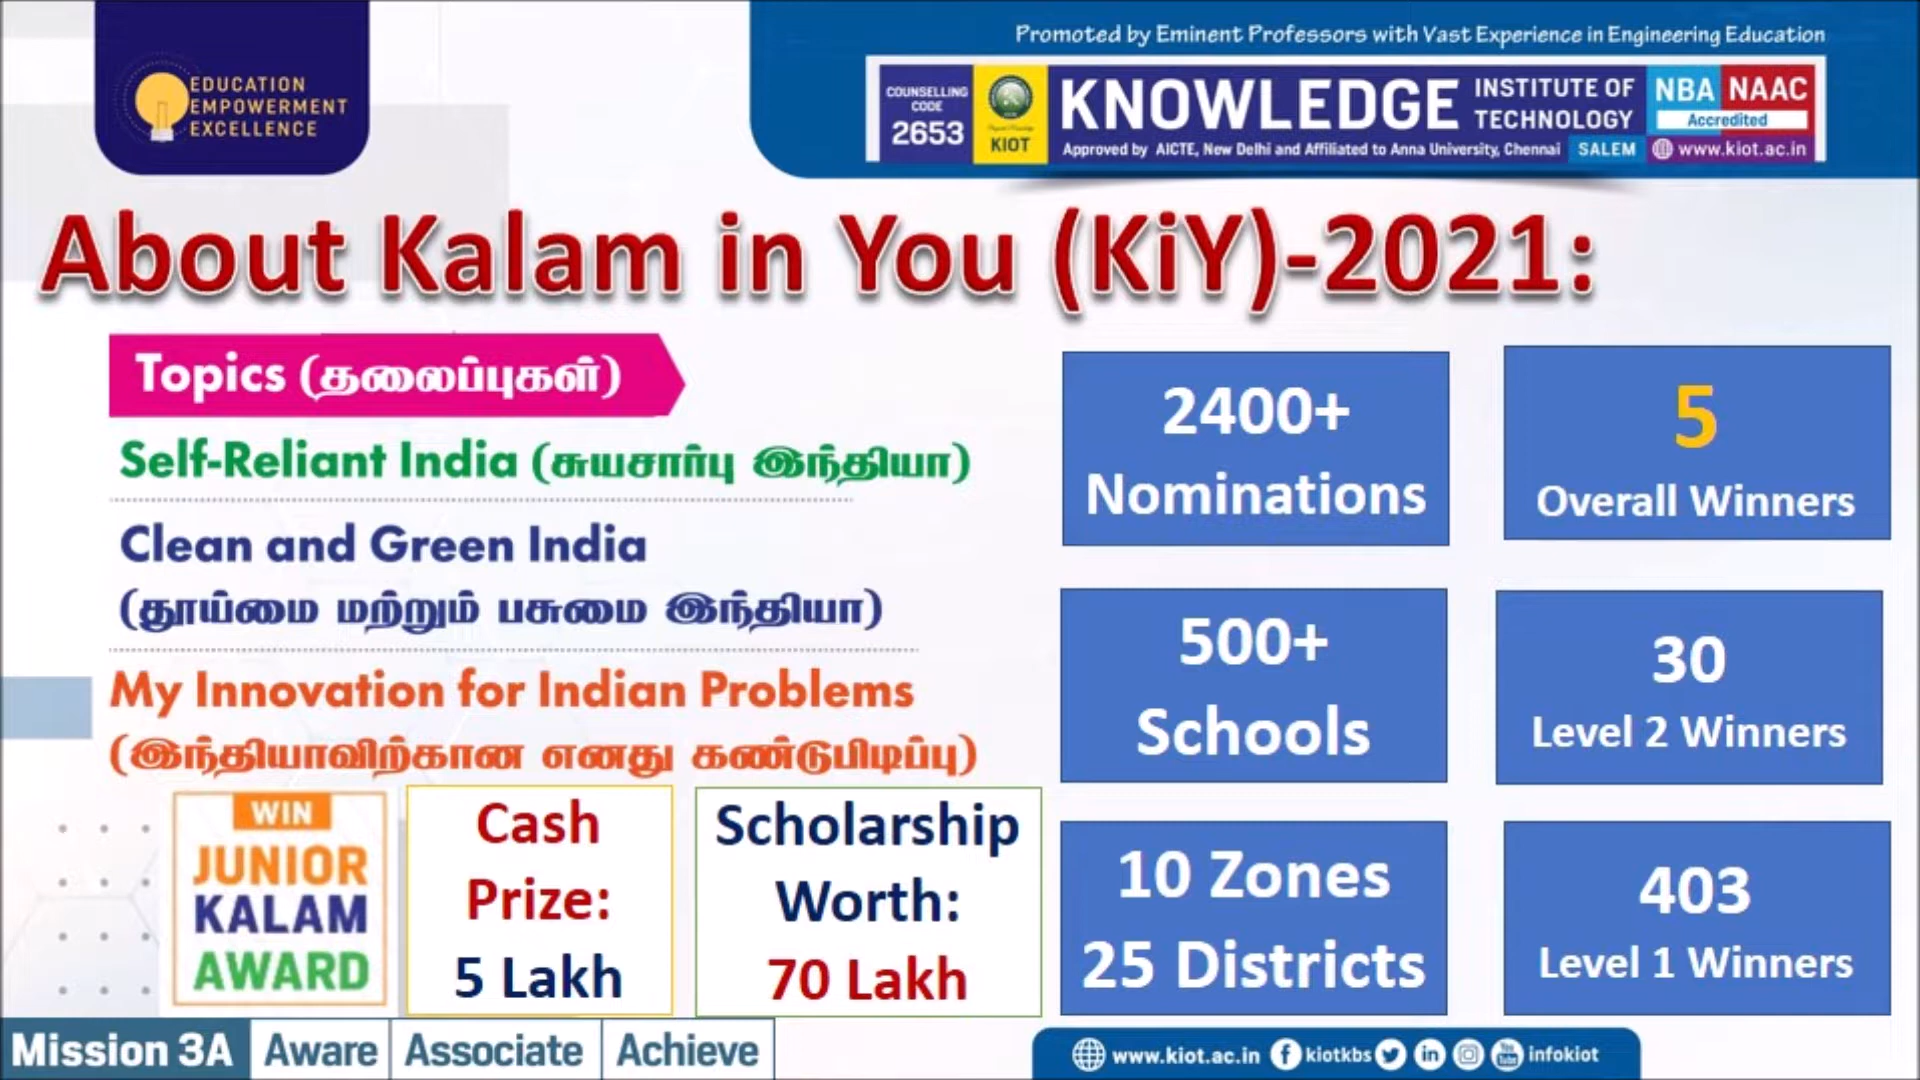 EDUCATION
EMPOWERMENT
EXCELLENCE
Promoted by Eminent Professors with Vast Experience in Engineering Education
COUNSELLING
CODE
2653
KIOT
KNOWLEDGE
INSTITUTE OF
TECHNOLOGY
NBA NAAC
Accredited
Approved by AICTE, New Delhi and Affiliated to Anna University, Chennai SALEM www.kiot.ac.in
About Kalam in You (KiY)-2021:
Topics (தலைப்புகள்)
Self-Reliant India (சுயசார்பு இந்தியா)
Clean and Green India
(தூய்மை மற்றும் பசுமை இந்தியா)
My Innovation for Indian Problems
(இந்தியாவிற்கான எனது கண்டுபிடிப்பு)
WIN
JUNIOR
KALAM
AWARD
Cash
Prize:
5 Lakh
Scholarship
Worth:
70 Lakh
2400+
Nominations
5
Overall Winners
500+
Schools
30
Level 2 Winners
10 Zones
25 Districts
403
Level 1 Winners
Mission 3A Aware Associate Achieve
www.kiot.ac.in kiotkbs infokiot